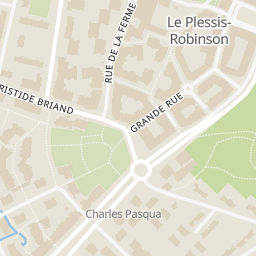 Le Plessis-
Robinson
RUE DE LA FERME
RISTIDE BRIAND
GRANDE RUE
Charles Pasqua